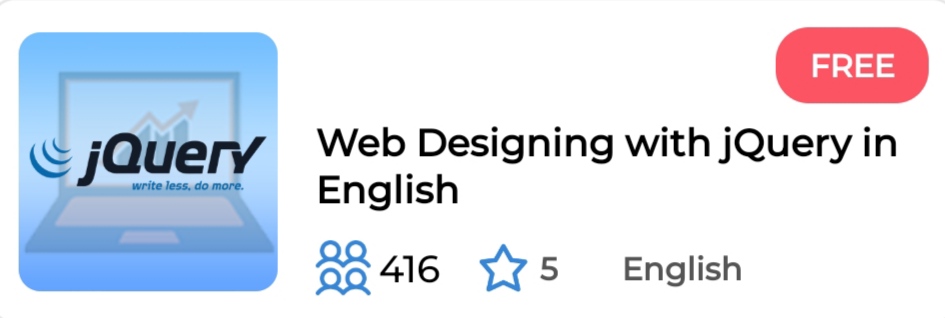 FREE
jQuery
write less, do more.
Web Designing with jQuery in
English
416
5
English